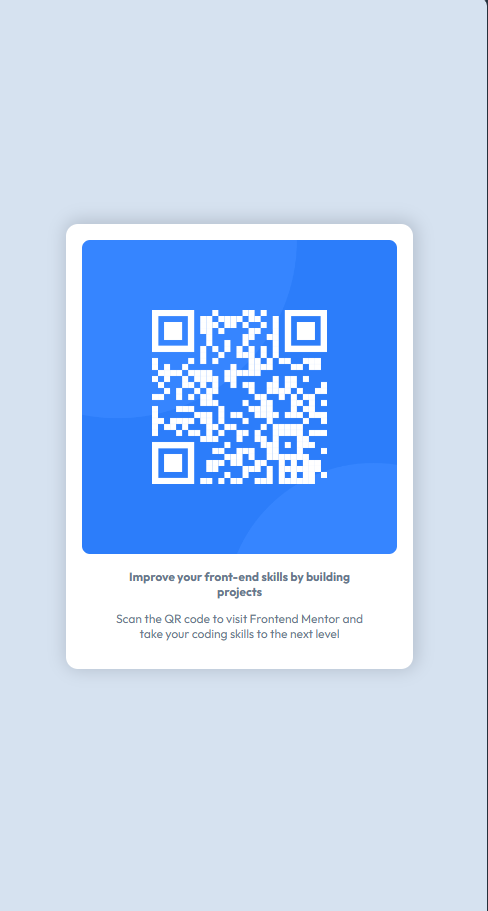 Improve your front-end skills by building
projects
Scan the QR code to visit Frontend Mentor and
take your coding skills to the next level